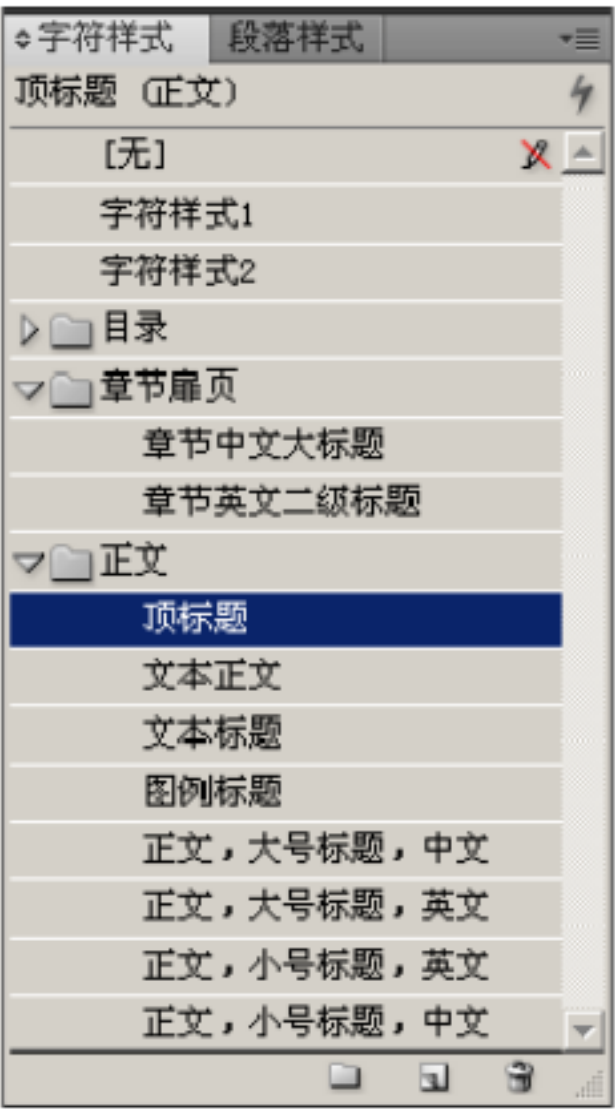 字符样式 段落样式
顶标题 (正文)
[无]
字符样式1
字符样式2
目录
章节扉页
章节中文大标题
章节英文二级标题
正文
顶标题
文本正文
文本标题
图例标题
正文，大号标题，中文
正文，大号标题，英文
正文，小号标题，英文
正文，小号标题，中文